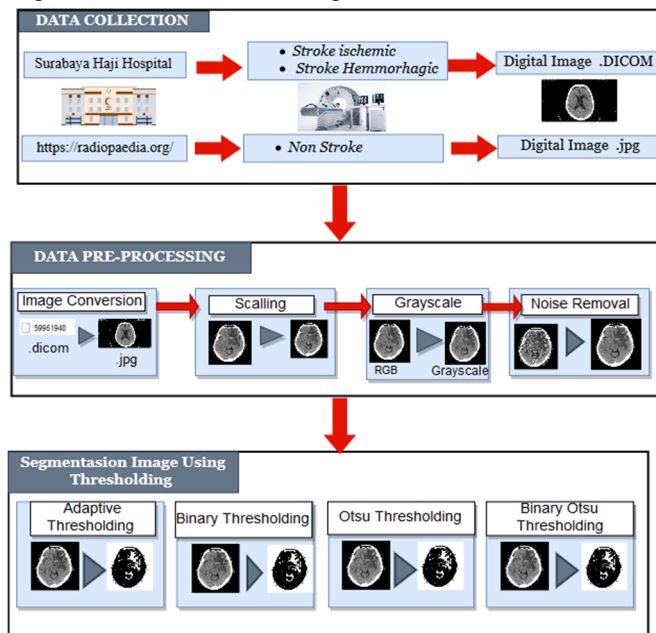 DATA COLLECTION
Surabaya Haji Hospital
• Stroke ischemic
• Stroke Hemmorhagic
Digital Image .DICOM
https://radiopaedia.org/
• Non Stroke
Digital Image .jpg
DATA PRE-PROCESSING
Image Conversion
59961940
.dicom
.jpg
Scalling
Grayscale
RGB
Grayscale
Noise Removal
Segmentasion Image Using
Thresholding
Adaptive
Thresholding
Binary Thresholding
Otsu Thresholding
Binary Otsu
Thresholding